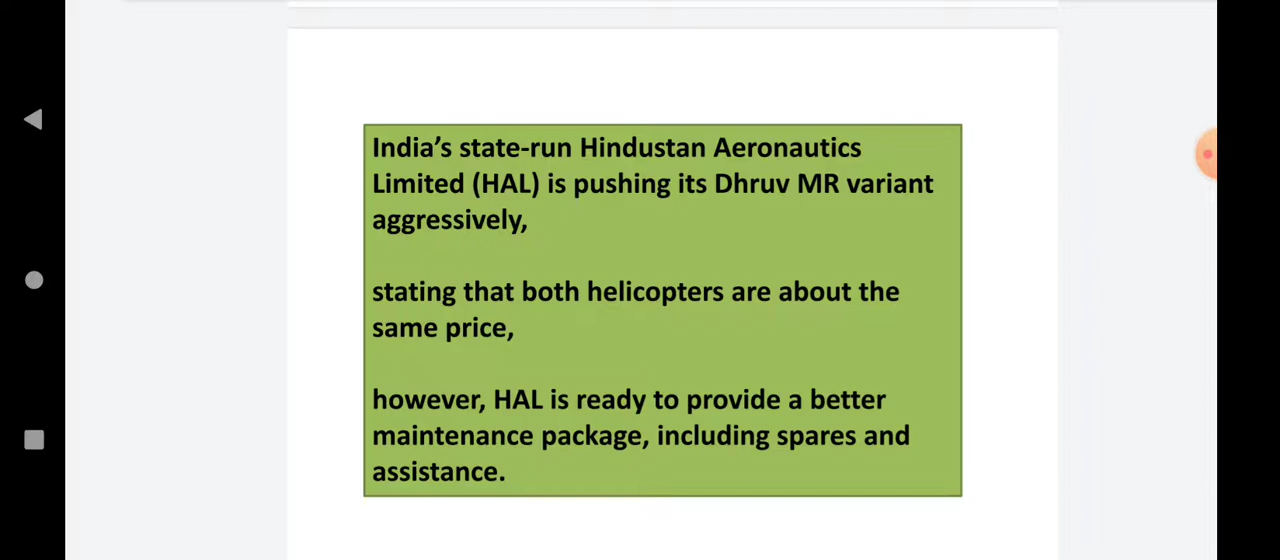 India’s state-run Hindustan Aeronautics
Limited (HAL) is pushing its Dhruv MR variant
aggressively,
stating that both helicopters are about the
same price,
however, HAL is ready to provide a better
maintenance package, including spares and
assistance.